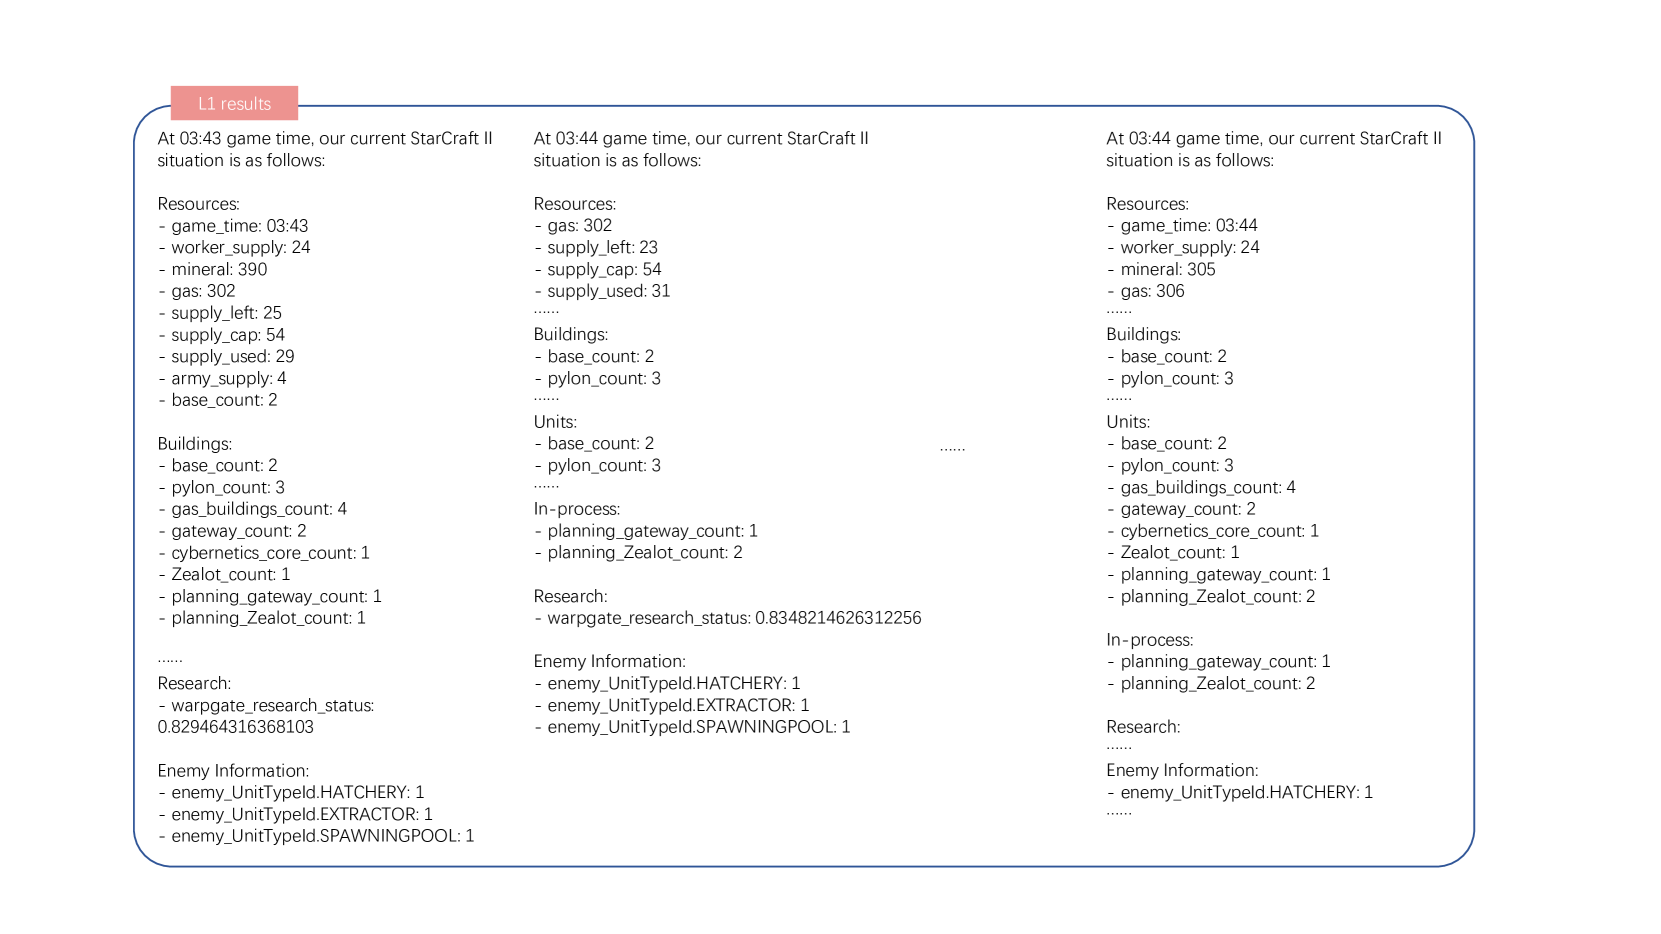 L1 results
At 03:43 game time, our current StarCraft II
situation is as follows:
Resources:
- game_time: 03:43
- worker_supply: 24
- mineral: 390
- gas: 302
- supply_left: 25
- supply_cap: 54
- supply_used: 29
- army_supply: 4
- base_count: 2
Buildings:
- base_count: 2
- pylon_count: 3
- gas_buildings_count: 4
- gateway_count: 2
- cybernetics_core_count: 1
- Zealot_count: 1
- planning_gateway_count: 1
- planning_Zealot_count: 1
......
Research:
- warpgate_research_status:
0.829464316368103
Enemy Information:
- enemy_UnitTypeId.HATCHERY: 1
- enemy_UnitTypeId.EXTRACTOR: 1
- enemy_UnitTypeId.SPAWNINGPOOL: 1
At 03:44 game time, our current StarCraft II
situation is as follows:
Resources:
- gas: 302
- supply_left: 23
- supply_cap: 54
- supply_used: 31
......
Buildings:
- base_count: 2
- pylon_count: 3
......
Units:
- base_count: 2
- pylon_count: 3
......
In-process:
- planning_gateway_count: 1
- planning_Zealot_count: 2
Research:
- warpgate_research_status: 0.8348214626312256
Enemy Information:
- enemy_UnitTypeId.HATCHERY: 1
- enemy_UnitTypeId.EXTRACTOR: 1
- enemy_UnitTypeId.SPAWNINGPOOL: 1
......
At 03:44 game time, our current StarCraft II
situation is as follows:
Resources:
- game_time: 03:44
- worker_supply: 24
- mineral: 305
- gas: 306
......
Buildings:
- base_count: 2
- pylon_count: 3
......
Units:
- base_count: 2
- pylon_count: 3
- gas_buildings_count: 4
- gateway_count: 2
- cybernetics_core_count: 1
- Zealot_count: 1
- planning_gateway_count: 1
- planning_Zealot_count: 2
In-process:
- planning_gateway_count: 1
- planning_Zealot_count: 2
Research:
......
Enemy Information:
- enemy_UnitTypeId.HATCHERY: 1
......